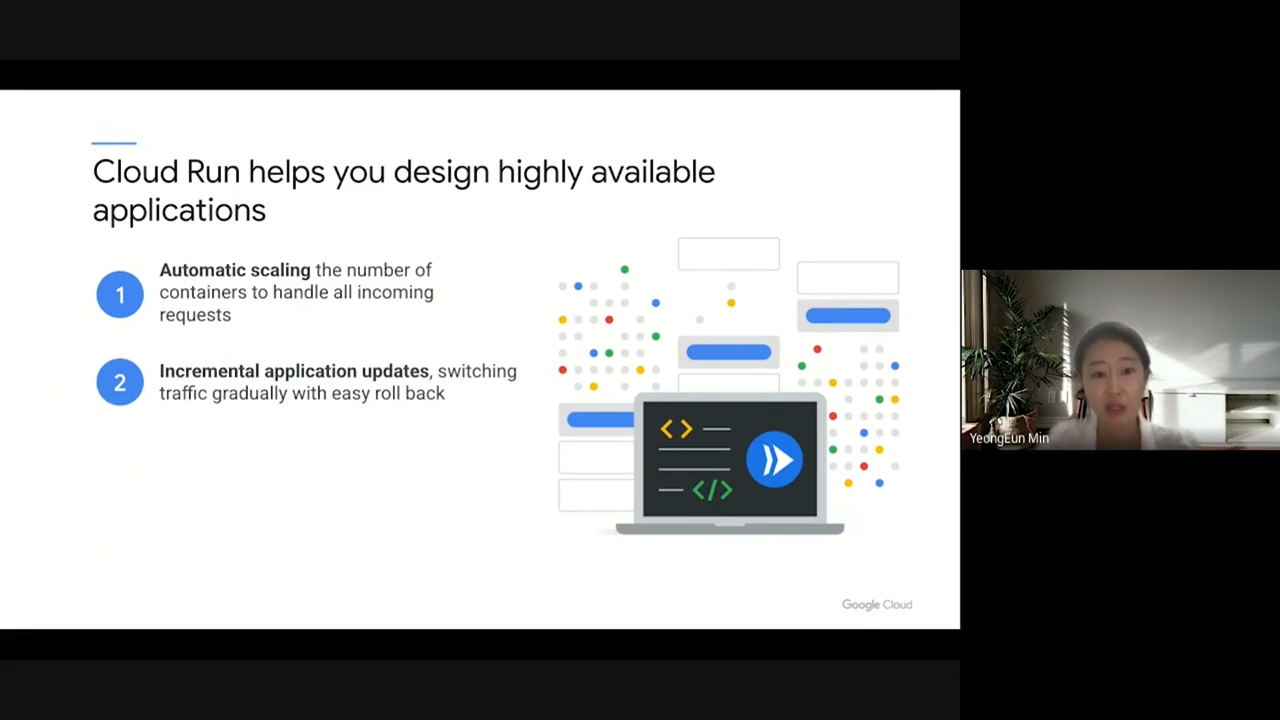 Cloud Run helps you design highly available
applications
1
Automatic scaling the number of
containers to handle all incoming
requests
2
Incremental application updates, switching
traffic gradually with easy roll back
< >
</>
Google Cloud
YeongEun Min